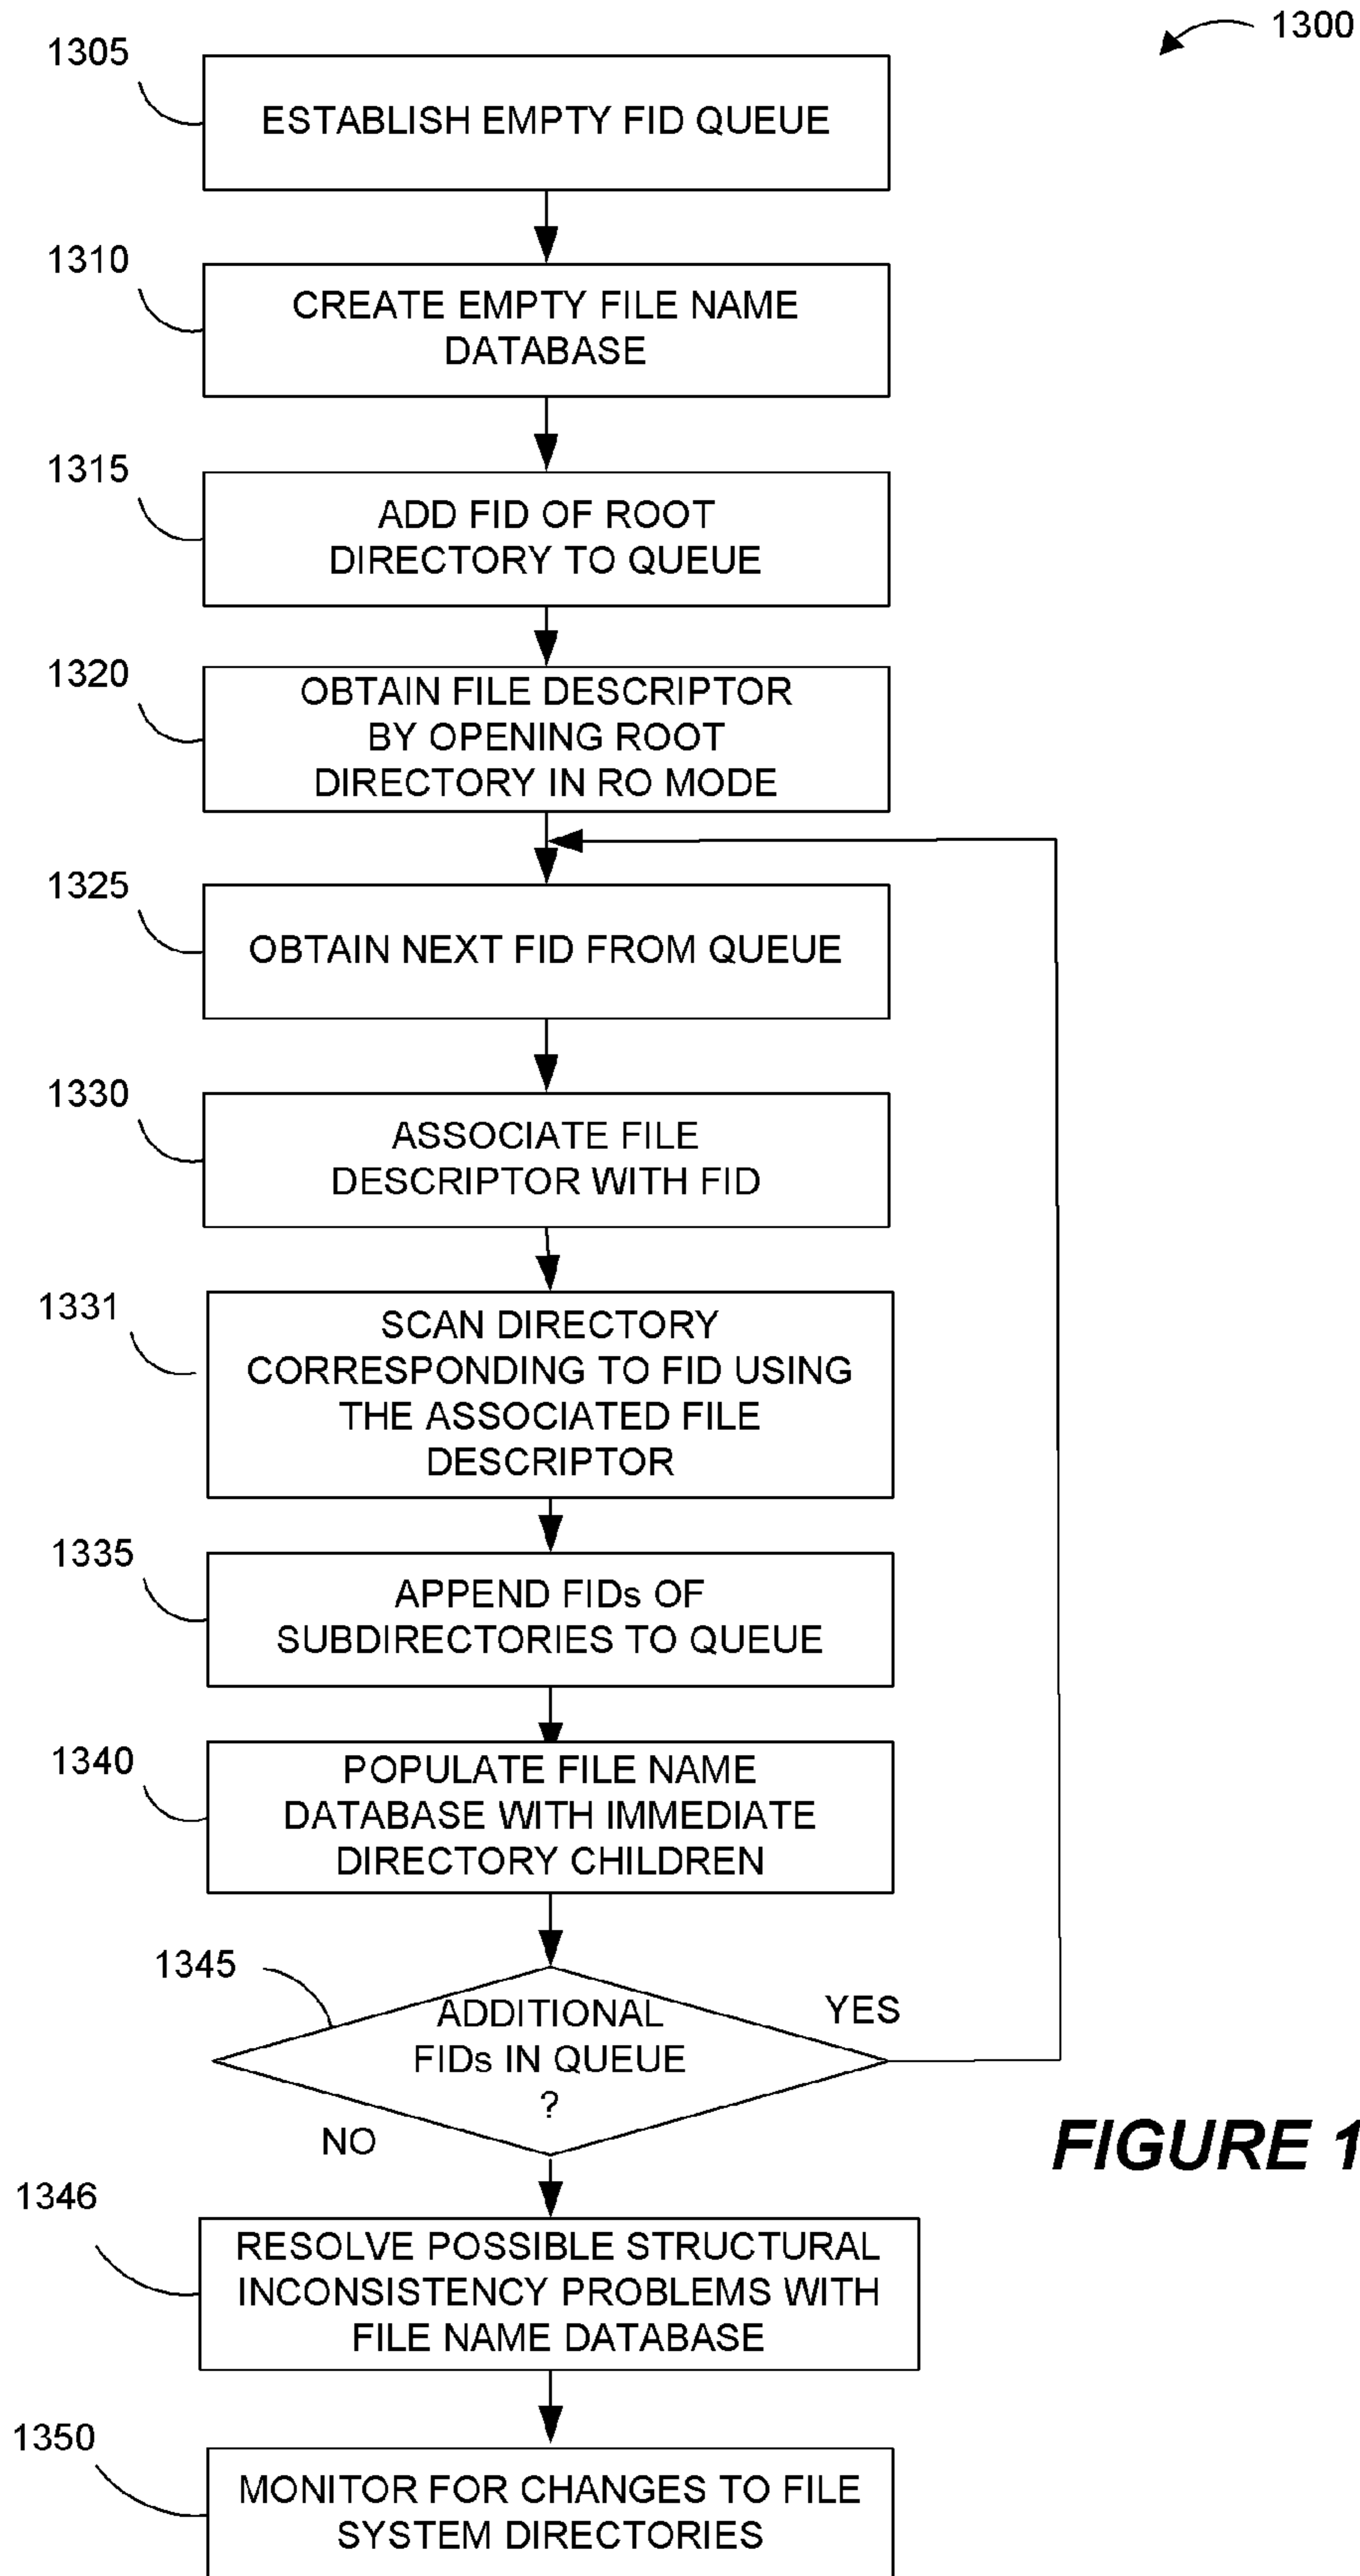 1300
1305
ESTABLISH EMPTY FID QUEUE
1310
CREATE EMPTY FILE NAME
DATABASE
1315
ADD FID OF ROOT
DIRECTORY TO QUEUE
1320
OBTAIN FILE DESCRIPTOR
BY OPENING ROOT
DIRECTORY IN RO MODE
1325
OBTAIN NEXT FID FROM QUEUE
1330
ASSOCIATE FILE
DESCRIPTOR WITH FID
1331
SCAN DIRECTORY
CORRESPONDING TO FID USING
THE ASSOCIATED FILE
DESCRIPTOR
1335
APPEND FIDs OF
SUBDIRECTORIES TO QUEUE
1340
POPULATE FILE NAME
DATABASE WITH IMMEDIATE
DIRECTORY CHILDREN
1345
ADDITIONAL
FIDs IN QUEUE
?
YES
NO
FIGURE 1
1346
RESOLVE POSSIBLE STRUCTURAL
INCONSISTENCY PROBLEMS WITH
FILE NAME DATABASE
1350
MONITOR FOR CHANGES TO FILE
SYSTEM DIRECTORIES